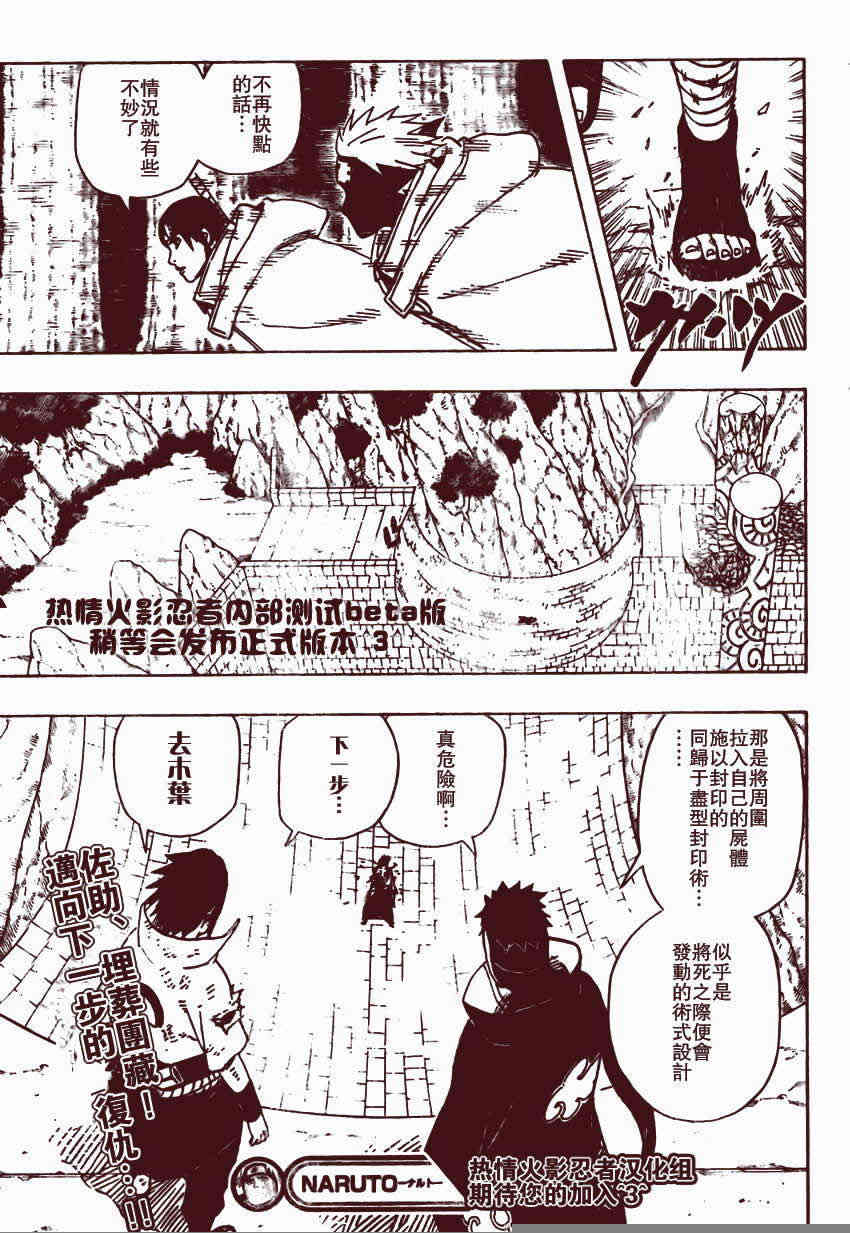 不再快點
的話…
情況就有些
不妙了
热情火影忍者内部测试beta版
稍等会发布正式版本 3
那是將周圍
拉入自己的屍體
施以封印的
同歸于盡型封印術…
……
似乎是
將死之際便會
發動的術式設計
真危險啊…
下一步…
去木葉
佐助、埋葬團藏！
邁向下一步的復仇…!!
NARUTO
ナルト
热情火影忍者汉化组
期待您的加入 3~